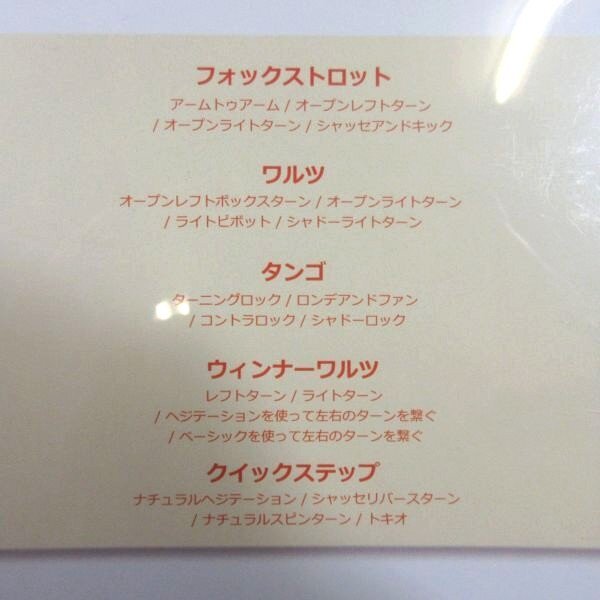 フォックストロット
アームトゥアーム / オープンレフトターン
/ オープンライトターン / シャッセアンドキック
ワルツ
オープンレフトボックスターン / オープンライトターン
/ ライトピボット / シャドーライトターン
タンゴ
ターニングロック / ロンデアンドファン
/ コントラロック / シャドーロック
ウィンナーワルツ
レフトターン / ライトターン
/ ヘジテーションを使って左右のターンを繋ぐ
/ ベーシックを使って左右のターンを繋ぐ
クイックステップ
ナチュラルヘジテーション / シャッセリバースターン
/ ナチュラルスピンターン / トキオ